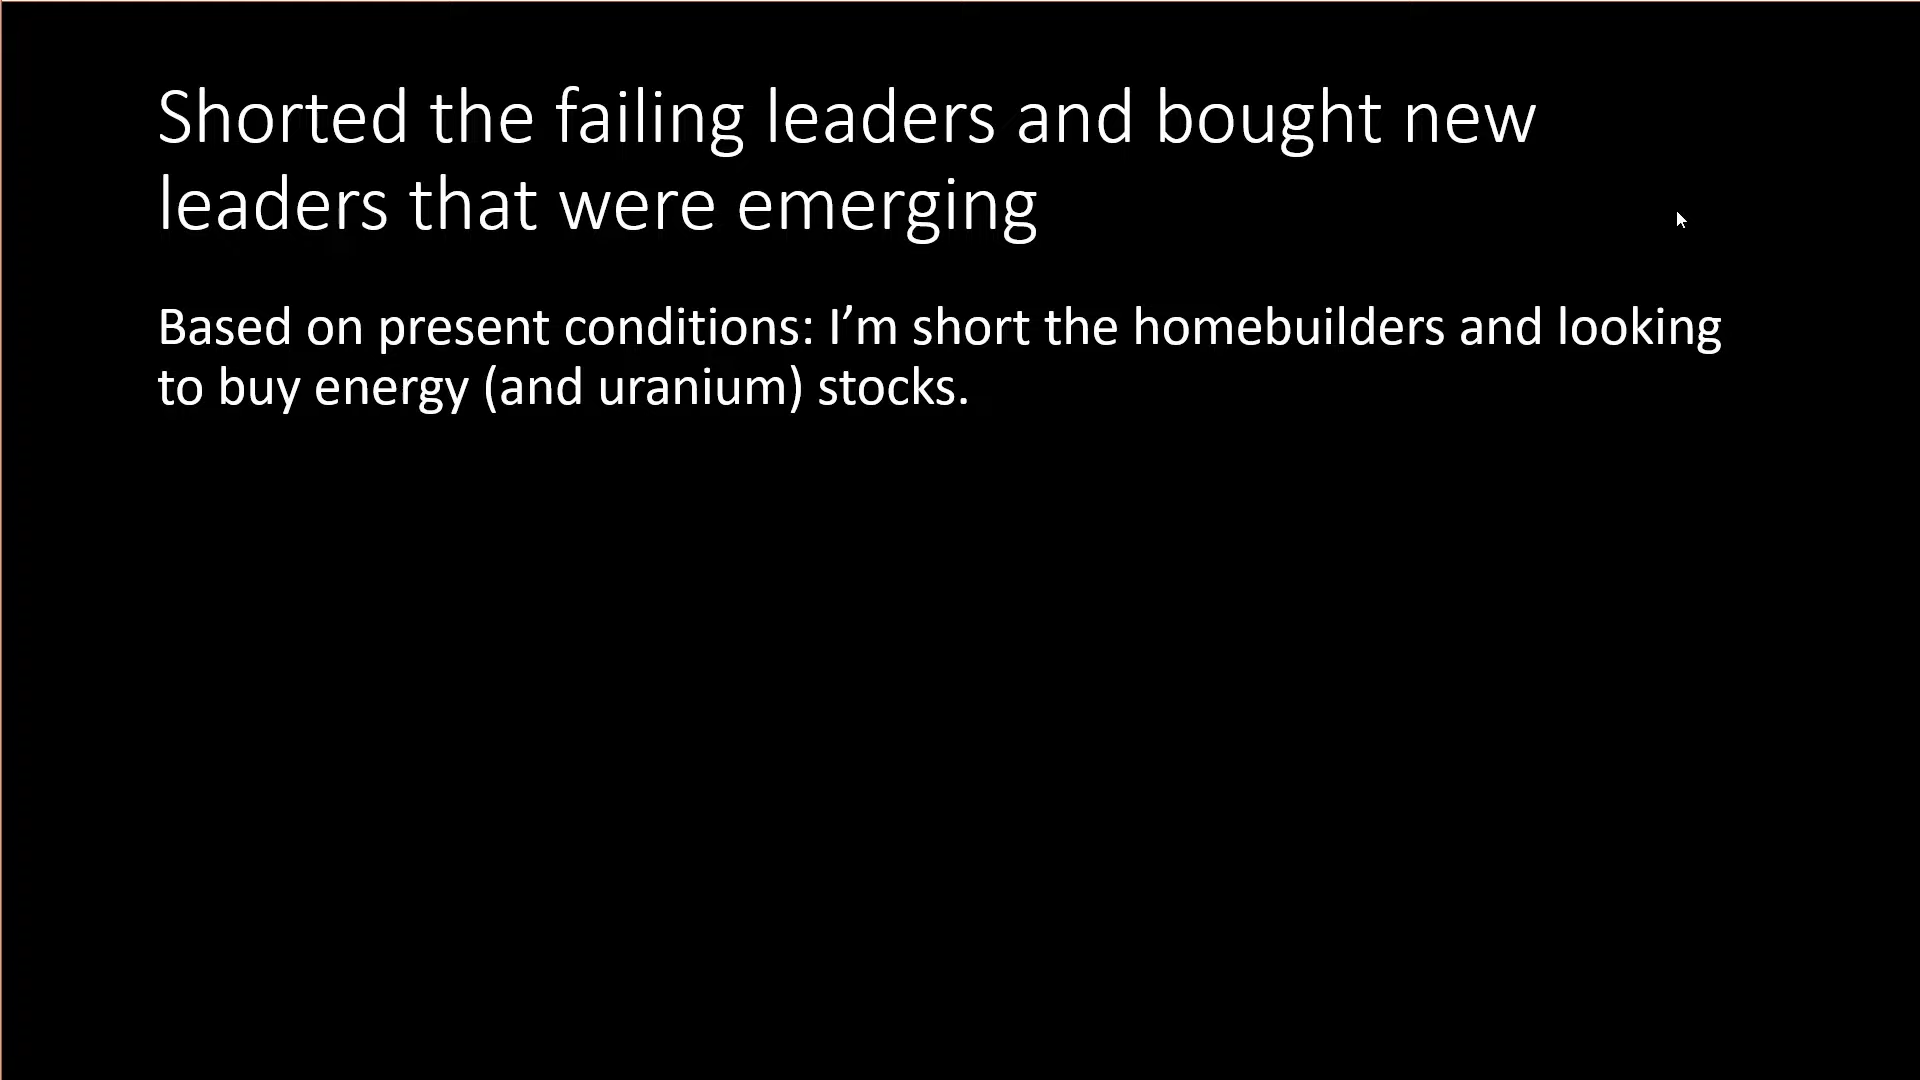 Shorted the failing leaders and bought new
leaders that were emerging
Based on present conditions: I’m short the homebuilders and looking
to buy energy (and uranium) stocks.